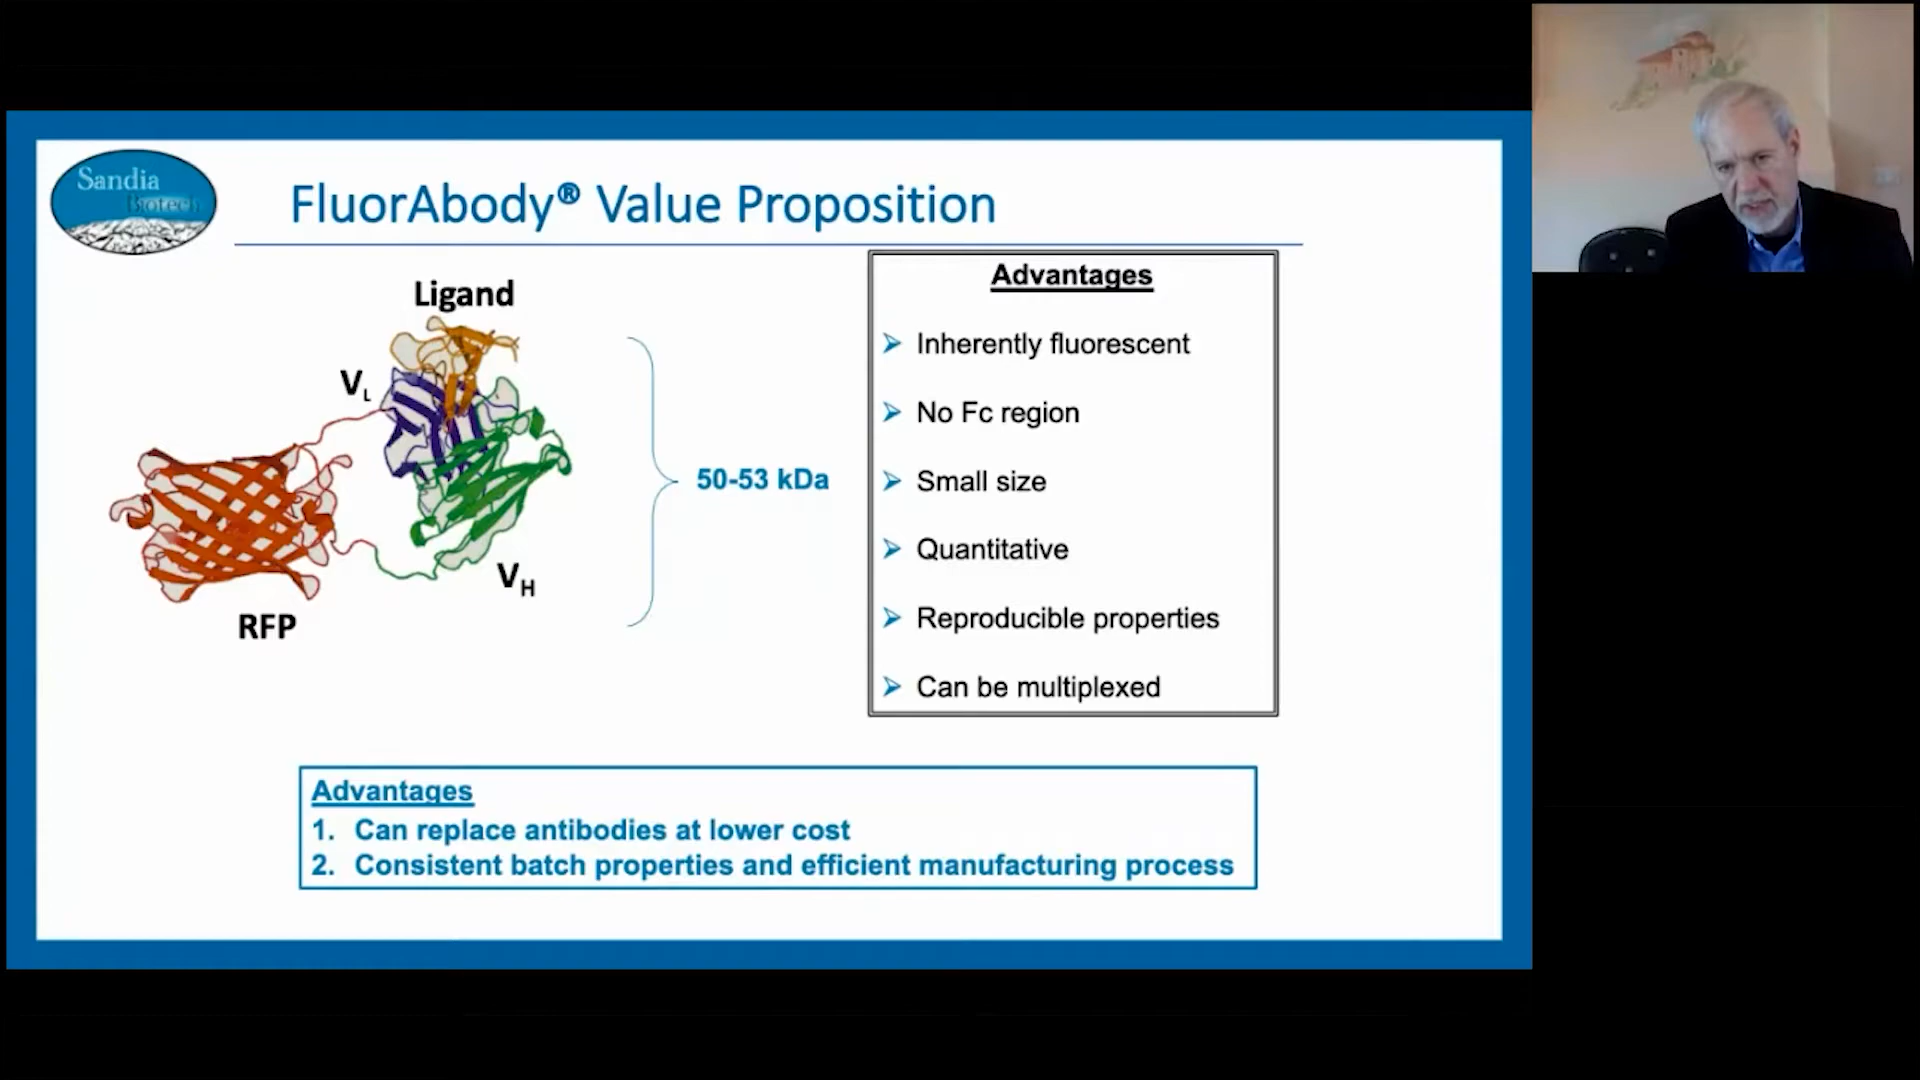 Sandia
Biotech
FluorAbody® Value Proposition
Ligand
V_L
RFP
V_H
50-53 kDa
Advantages
➢ Inherently fluorescent
➢ No Fc region
➢ Small size
➢ Quantitative
➢ Reproducible properties
➢ Can be multiplexed
Advantages
1. Can replace antibodies at lower cost
2. Consistent batch properties and efficient manufacturing process